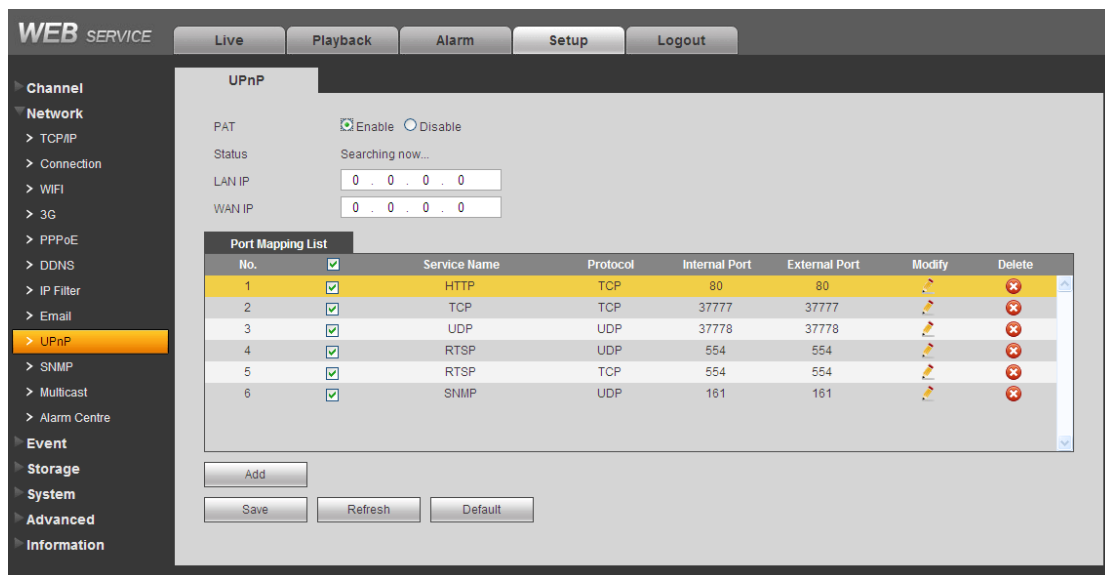 WEB SERVICE
Live Playback Alarm Setup Logout
Channel
Network
> TCP/IP
> Connection
> WIFI
> 3G
> PPPoE
> DDNS
> IP Filter
> Email
> UPnP
> SNMP
> Multicast
> Alarm Centre
Event
Storage
System
Advanced
Information
UPnP
PAT Enable Disable
Status Searching now...
LAN IP 0 . 0 . 0 . 0
WAN IP 0 . 0 . 0 . 0
Port Mapping List
No. Service Name Protocol Internal Port External Port Modify Delete
1 HTTP TCP 80 80
2 TCP TCP 37777 37777
3 UDP UDP 37778 37778
4 RTSP UDP 554 554
5 RTSP TCP 554 554
6 SNMP UDP 161 161
Add
Save Refresh Default